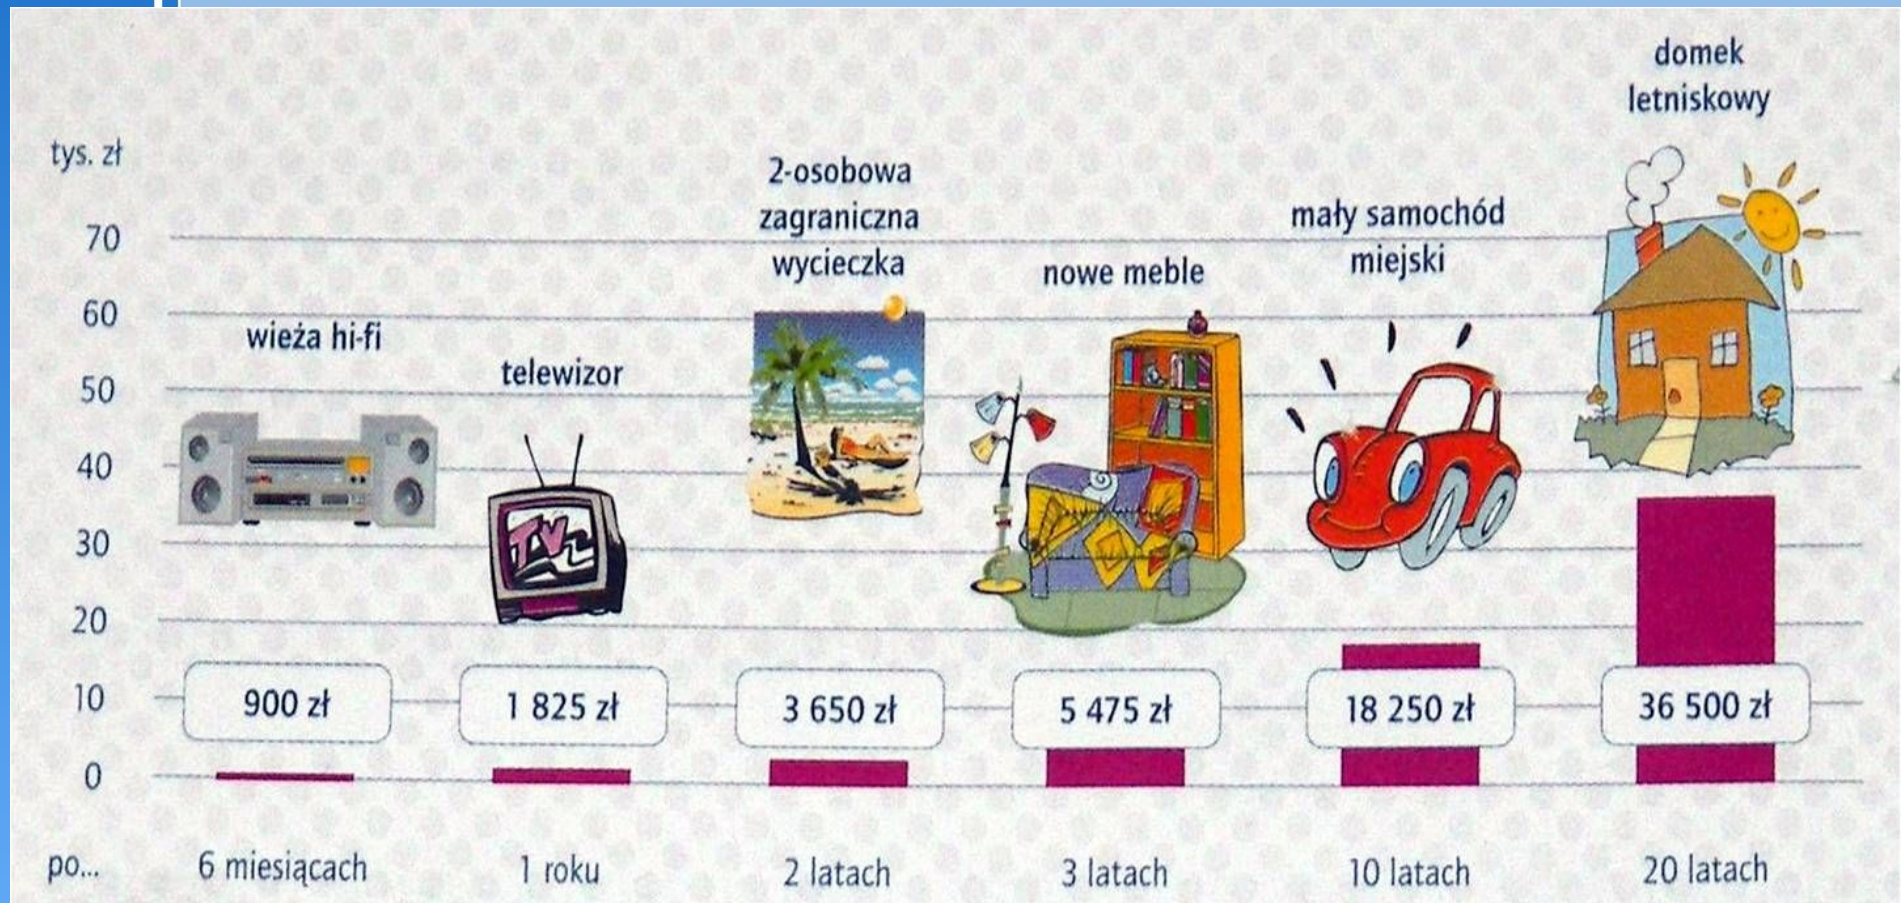 tys. zł
70
60
50
40
30
20
10
0
wieża hi-fi
telewizor
2-osobowa
zagraniczna
wycieczka
nowe meble
mały samochód
miejski
domek
letniskowy
TV
900 zł
1 825 zł
3 650 zł
5 475 zł
18 250 zł
36 500 zł
po...
6 miesiącach
1 roku
2 latach
3 latach
10 latach
20 latach